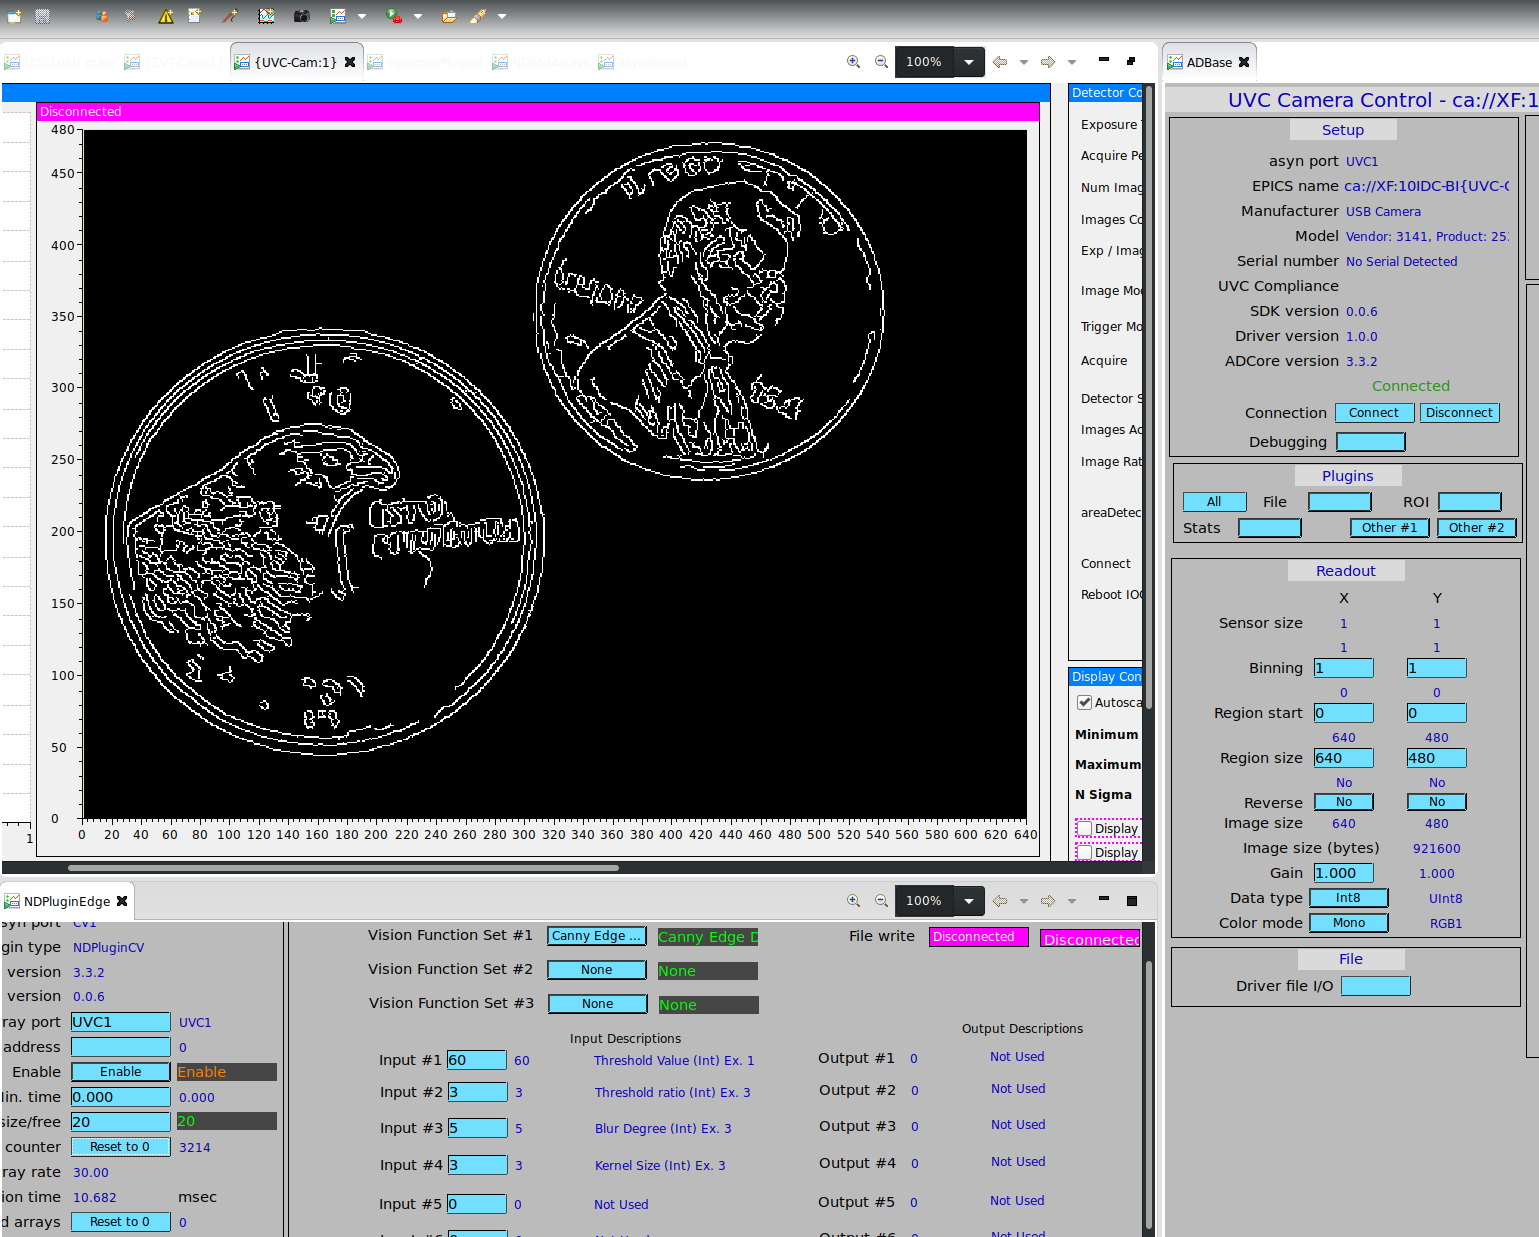 {UVC-Cam:1}
commonPlugins
NDStdArrays
100%
ADBase
Disconnected
480
450
400
350
300
250
200
150
100
50
0
0 20 40 60 80 100 120 140 160 180 200 220 240 260 280 300 320 340 360 380 400 420 440 460 480 500 520 540 560 580 600 620 640
1
Detector Co
Exposure
Acquire Pe
Num Imag
Images Co
Exp / Imag
Image Mo
Trigger Mo
Acquire
Detector S
Images Ac
Image Rat
areaDetec
Connect
Reboot IO
Display Con
Autosca
Minimum
Maximum
N Sigma
Display
Display
UVC Camera Control - ca://XF:1
Setup
asyn port UVC1
EPICS name ca://XF:10IDC-BI{UVC-C
Manufacturer USB Camera
Model Vendor: 3141, Product: 25
Serial number No Serial Detected
UVC Compliance
SDK version 0.0.6
Driver version 1.0.0
ADCore version 3.3.2
Connected
Connection Connect Disconnect
Debugging
Plugins
All File ROI
Stats Other #1 Other #2
Readout
X Y
Sensor size 1 1
1 1
Binning 1 1
0 0
Region start 0 0
640 480
Region size 640 480
No No
Reverse No No
Image size 640 480
Image size (bytes) 921600
Gain 1.000 1.000
Data type Int8 UInt8
Color mode Mono RGB1
File
Driver file I/O
NDPluginEdge
100%
syn port CV1
gin type NDPluginCV
version 3.3.2
version 0.0.6
ray port UVC1 UVC1
address 0
Enable Enable Enable
in. time 0.000 0.000
size/free 20 20
counter Reset to 0 3214
ray rate 30.00
ion time 10.682 msec
d arrays Reset to 0 0
Vision Function Set #1 Canny Edge ... Canny Edge D
Vision Function Set #2 None None
Vision Function Set #3 None None
File write Disconnected Disconnected
Input Descriptions
Input #1 60 60 Threshold Value (Int) Ex. 1
Input #2 3 3 Threshold ratio (Int) Ex. 3
Input #3 5 5 Blur Degree (Int) Ex. 3
Input #4 3 3 Kernel Size (Int) Ex. 3
Input #5 0 0 Not Used
Output Descriptions
Output #1 0 Not Used
Output #2 0 Not Used
Output #3 0 Not Used
Output #4 0 Not Used
Output #5 0 Not Used